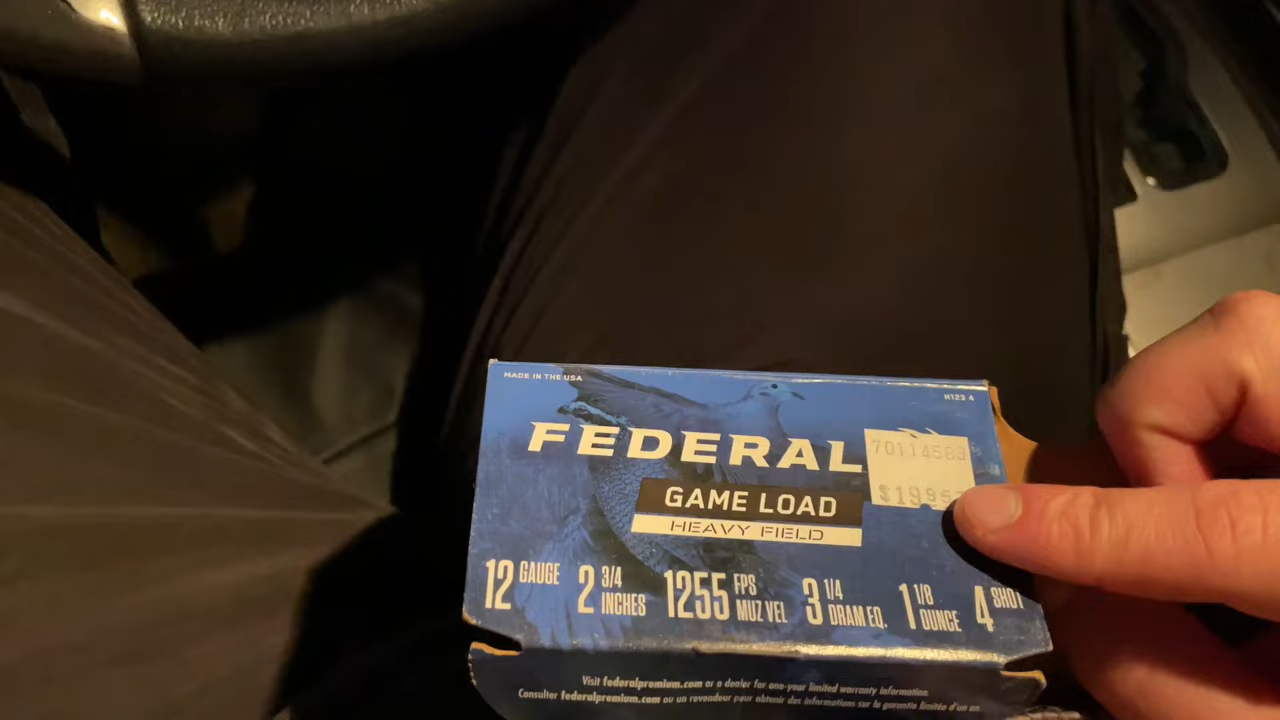 MADE IN THE USA
H123 4
FEDERAL
70114583
$19.95
GAME LOAD
HEAVY FIELD
12 GAUGE 2 3/4 INCHES 1255 FPS MUZ VEL 3 1/4 DRAM EQ. 1 1/8 OUNCE 4 SHOT
Visit federalpremium.com or a dealer for one-year limited warranty information.
Consulter federalpremium.com ou un revendeur pour obtenir des informations sur la garantie limitée d'un an.